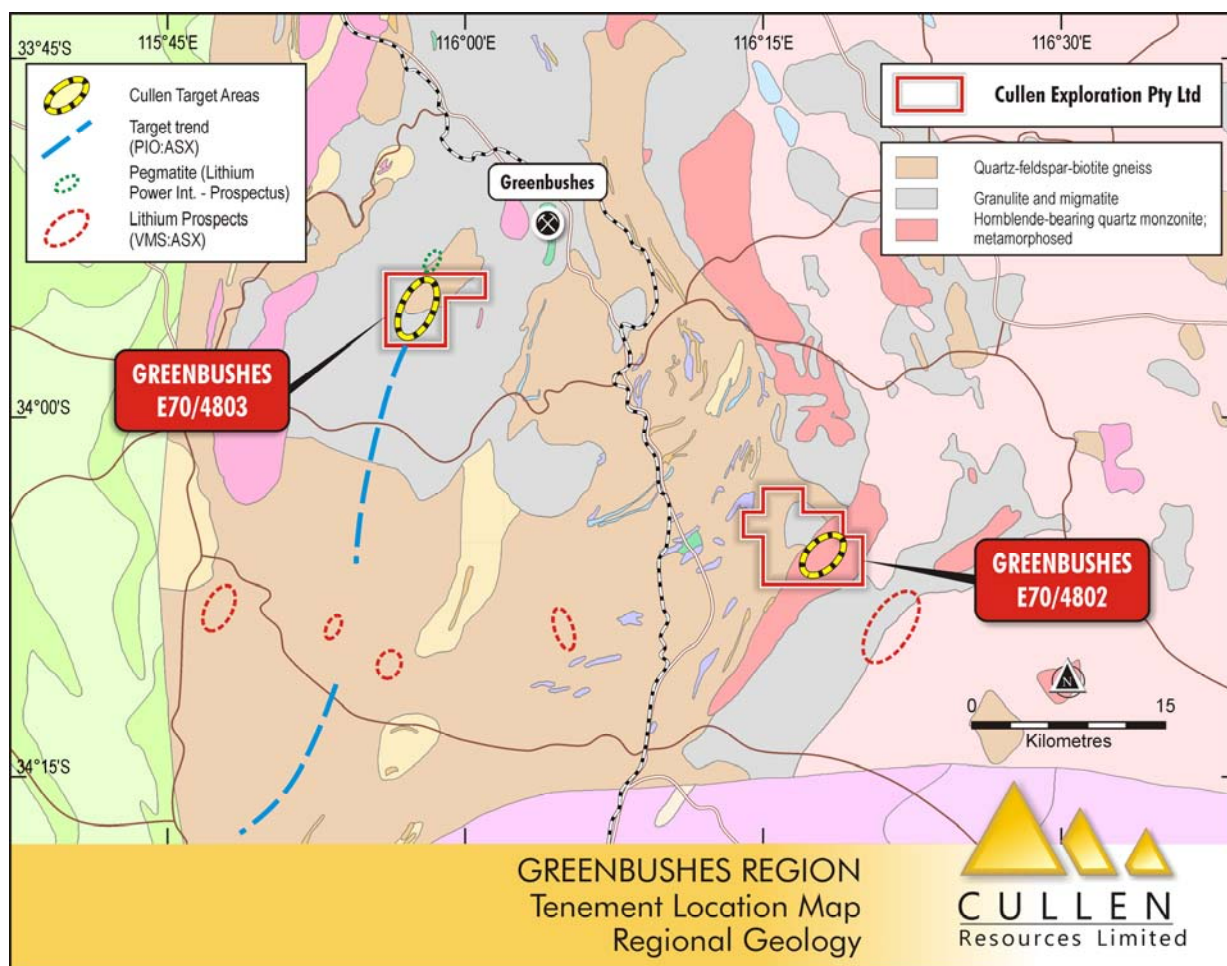 33°45'S
115°45'E
116°00'E
116°15'E
116°30'E
Cullen Target Areas
Target trend
(PIO:ASX)
Pegmatite (Lithium
Power Int. - Prospectus)
Lithium Prospects
(VMS:ASX)
Cullen Exploration Pty Ltd
Quartz-feldspar-biotite gneiss
Granulite and migmatite
Hornblende-bearing quartz monzonite;
metamorphosed
Greenbushes
GREENBUSHES
E70/4803
34°00'S
GREENBUSHES
E70/4802
N
0 15
Kilometres
34°15'S
GREENBUSHES REGION
Tenement Location Map
Regional Geology
CULLEN
Resources Limited